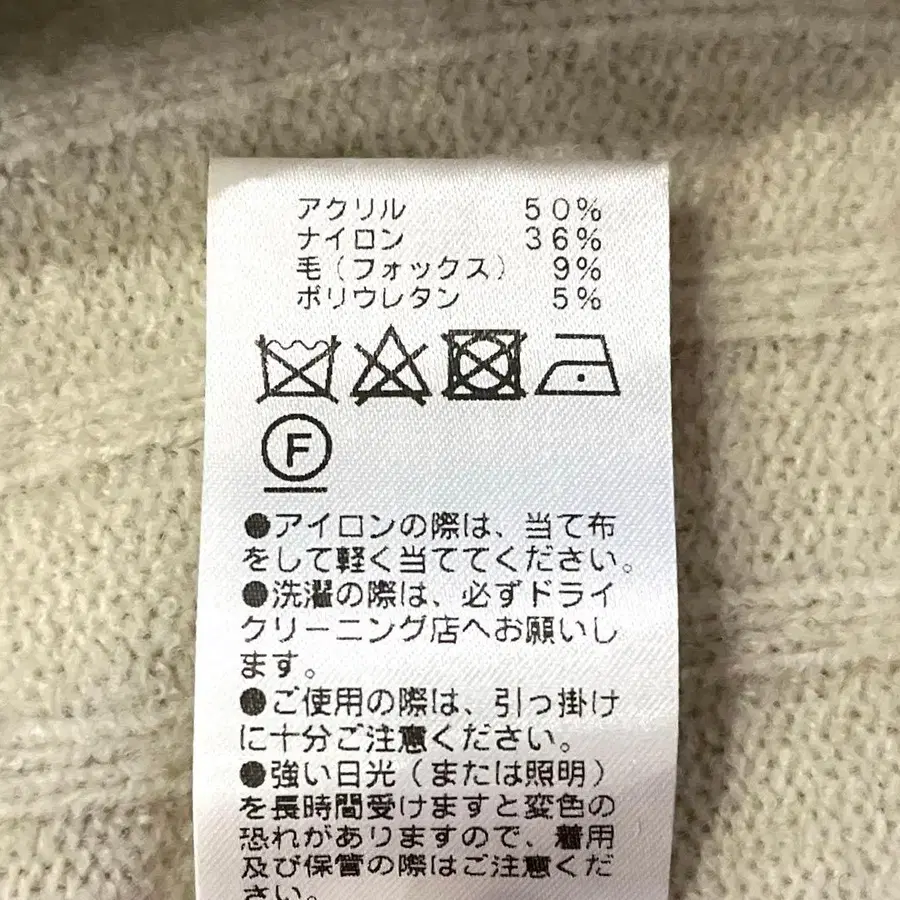 アクリル 50%
ナイロン 36%
毛(フォックス) 9%
ポリウレタン 5%
F
●アイロンの際は、当て布
をして軽く当ててください。
●洗濯の際は、必ずドライ
クリーニング店へお願いし
ます。
●ご使用の際は、引っ掛け
に十分ご注意ください。
●強い日光(または照明)
を長時間受けますと変色の
恐れがありますので、着用
及び保管の際はご注意くだ
さい。